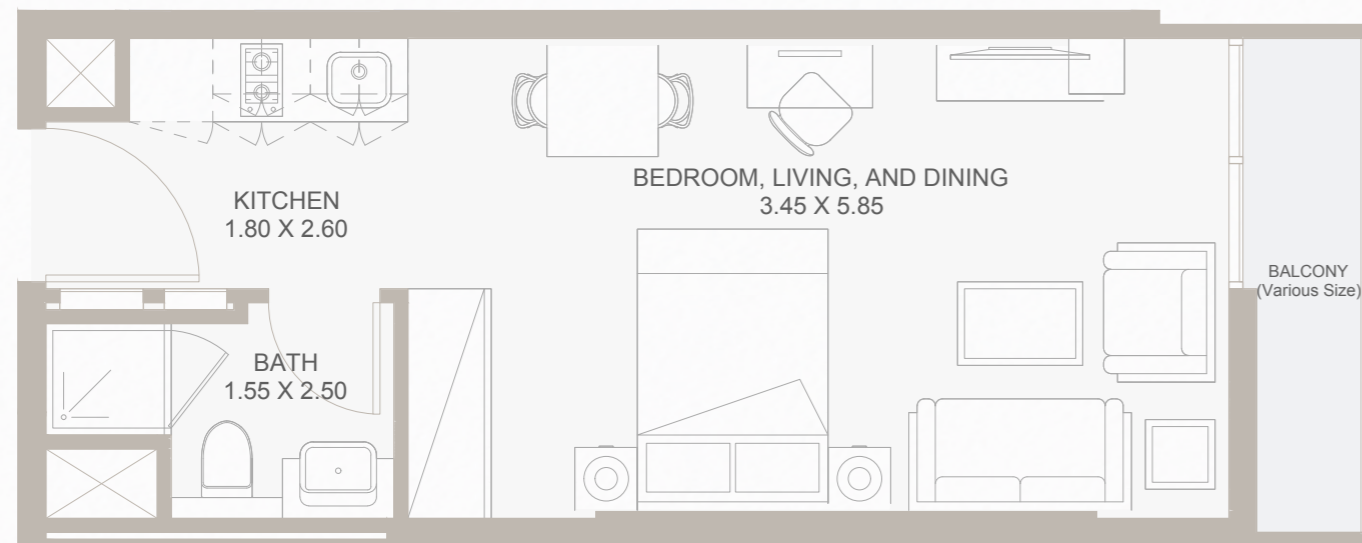 KITCHEN
1.80 X 2.60
BEDROOM, LIVING, AND DINING
3.45 X 5.85
BALCONY
(Various Size)
BATH
1.55 X 2.50